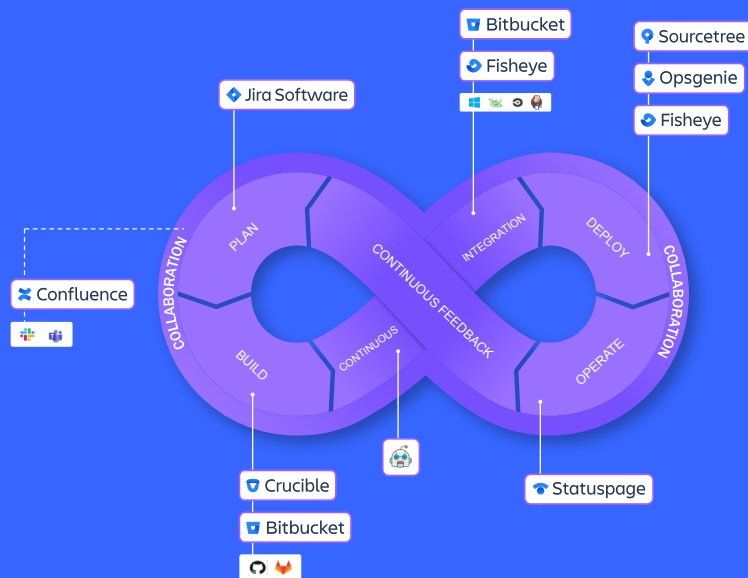 Bitbucket
Fisheye
Sourcetree
Opsgenie
Fisheye
Jira Software
PLAN
INTEGRATION
DEPLOY
COLLABORATION
CONTINUOUS FEEDBACK
COLLABORATION
Confluence
BUILD
CONTINUOUS
OPERATE
Crucible
Bitbucket
Statuspage